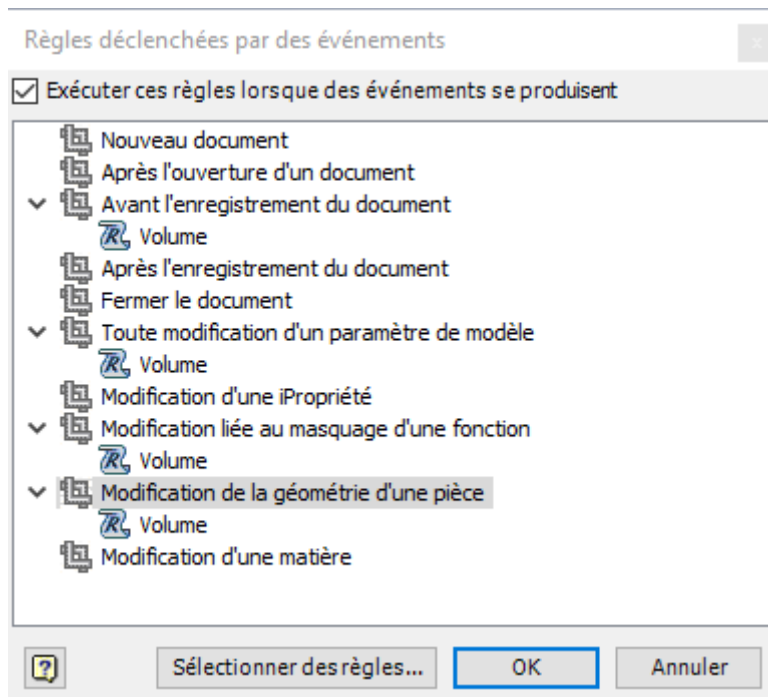 Règles déclenchées par des événements
x
Exécuter ces règles lorsque des événements se produisent
Nouveau document
Après l'ouverture d'un document
Avant l'enregistrement du document
Volume
Après l'enregistrement du document
Fermer le document
Toute modification d'un paramètre de modèle
Volume
Modification d'une iPropriété
Modification liée au masquage d'une fonction
Volume
Modification de la géométrie d'une pièce
Volume
Modification d'une matière
? Sélectionner des règles... OK Annuler